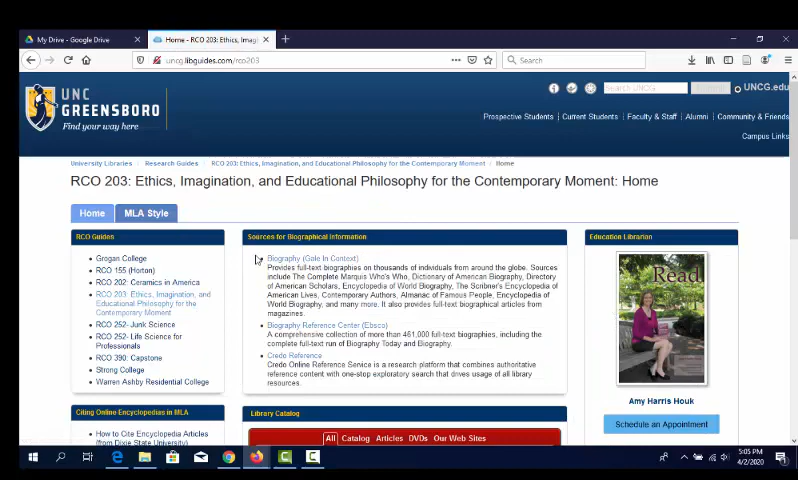 My Drive - Google Drive
Home - RCO 203: Ethics, Imag
uncg.libguides.com/rco203
Search
UNC
GREENSBORO
Find your way here
Search UNCG
UNCG.edu
Prospective Students
Current Students
Faculty & Staff
Alumni
Community & Friends
Campus Links
University Libraries
Research Guides
RCO 203: Ethics, Imagination, and Educational Philosophy for the Contemporary Moment
Home
RCO 203: Ethics, Imagination, and Educational Philosophy for the Contemporary Moment: Home
Home
MLA Style
RCO Guides
Grogan College
RCO 155 (Horton)
RCO 202: Ceramics in America
RCO 203: Ethics, Imagination, and
Educational Philosophy for the
Contemporary Moment
RCO 252- Junk Science
RCO 252- Life Science for
Professionals
RCO 390: Capstone
Strong College
Warren Ashby Residential College
Citing Online Encyclopedias in MLA
How to Cite Encyclopedia Articles
(from Dixie State University)
Sources for Biographical Information
Biography (Gale In Context)
Provides full-text biographies on thousands of individuals from around the globe. Sources
include The Complete Marquis Who's Who, Dictionary of American Biography, Directory
of American Scholars, Encyclopedia of World Biography, The Scribner's Encyclopedia of
American Lives, Contemporary Authors, Almanac of Famous People, Encyclopedia of
World Biography, and many more. It also provides full-text biographical articles from
magazines.
Biography Reference Center (Ebsco)
A comprehensive collection of more than 461,000 full-text biographies, including the
complete full-text run of Biography Today and Biography.
Credo Reference
Credo Online Reference Service is a research platform that combines authoritative
reference content with one-stop exploratory search that drives usage of all library
resources.
Library Catalog
All
Catalog
Articles
DVDs
Our Web Sites
Education Librarian
Read
Amy Harris Houk
Schedule an Appointment
5:05 PM
4/2/2020